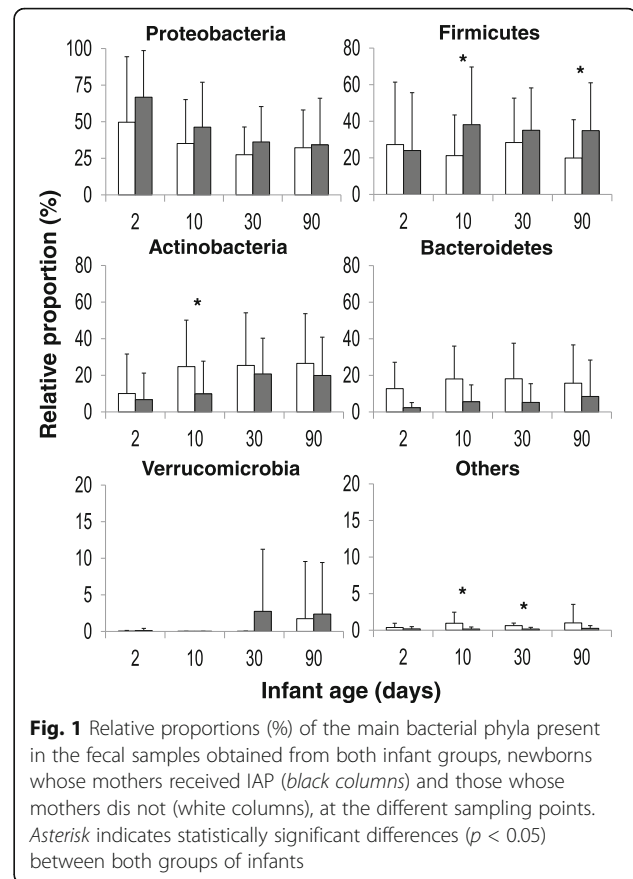 Proteobacteria
100
75
50
25
0
2 10 30 90
Firmicutes
80
60
40
20
0
* *
2 10 30 90
Actinobacteria
80
60
40
20
0
*
2 10 30 90
Bacteroidetes
80
60
40
20
0
2 10 30 90
Verrucomicrobia
20
15
10
5
0
2 10 30 90
Others
20
15
10
5
0
* *
2 10 30 90
Relative proportion (%)
Infant age (days)
Fig. 1 Relative proportions (%) of the main bacterial phyla present
in the fecal samples obtained from both infant groups, newborns
whose mothers received IAP (black columns) and those whose
mothers dis not (white columns), at the different sampling points.
Asterisk indicates statistically significant differences (p < 0.05)
between both groups of infants